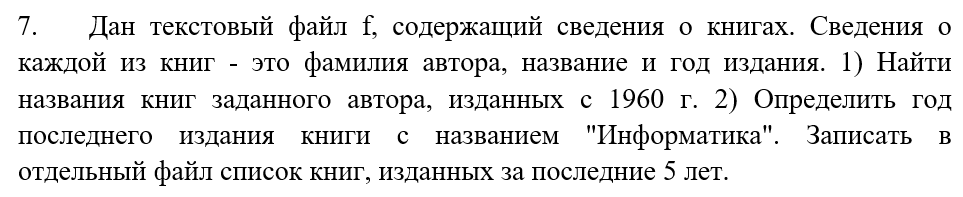 7. Дан текстовый файл f, содержащий сведения о книгах. Сведения о
каждой из книг - это фамилия автора, название и год издания. 1) Найти
названия книг заданного автора, изданных с 1960 г. 2) Определить год
последнего издания книги с названием "Информатика". Записать в
отдельный файл список книг, изданных за последние 5 лет.